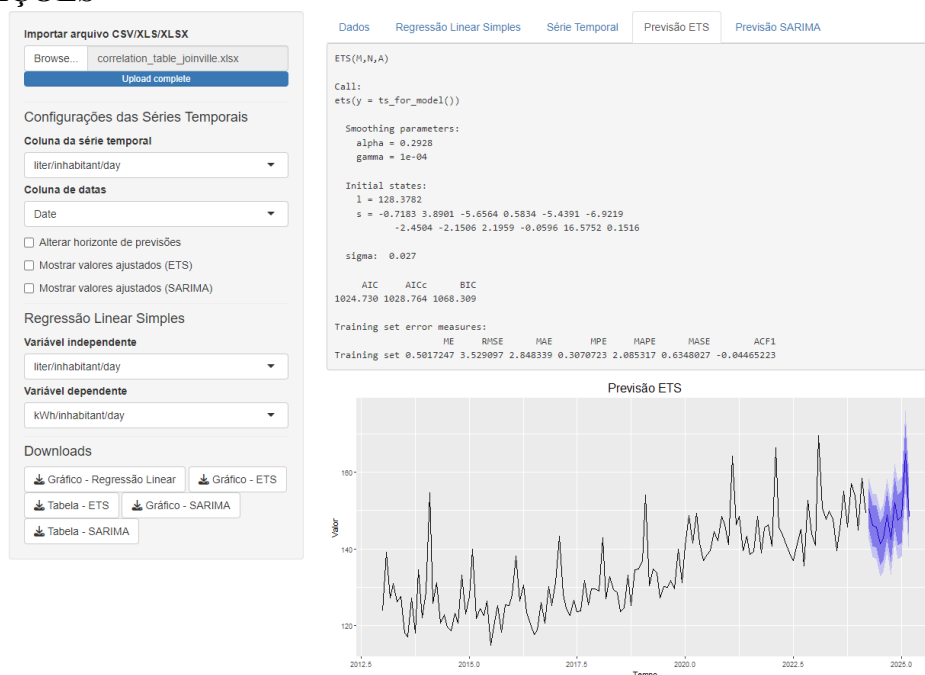 Importar arquivo CSV/XLS/XLSX
Browse... correlation_table_joinville.xlsx
Upload complete
Configurações das Séries Temporais
Coluna da série temporal
liter/inhabitant/day
Coluna de datas
Date
Alterar horizonte de previsões
Mostrar valores ajustados (ETS)
Mostrar valores ajustados (SARIMA)
Regressão Linear Simples
Variável independente
liter/inhabitant/day
Variável dependente
kWh/inhabitant/day
Downloads
Gráfico - Regressão Linear Gráfico - ETS
Tabela - ETS Gráfico - SARIMA
Tabela - SARIMA
Dados Regressão Linear Simples Série Temporal Previsão ETS Previsão SARIMA
ETS(M,N,A)
Call:
ets(y = ts_for_model())
Smoothing parameters:
alpha = 0.2928
gamma = 1e-04
Initial states:
l = 128.3782
s = -0.7183 3.8901 -5.6564 0.5834 -5.4391 -6.9219
-2.4504 -2.1506 2.1959 -0.0596 16.5752 0.1516
sigma: 0.027
AIC AICc BIC
1024.730 1028.764 1068.309
Training set error measures:
ME RMSE MAE MPE MAPE MASE ACF1
Training set 0.5017247 3.529097 2.848339 0.3070723 2.085317 0.6348027 -0.04465223
Previsão ETS
Valor
160
140
120
2012.5 2015.0 2017.5 2020.0 2022.5 2025.0
Tempo